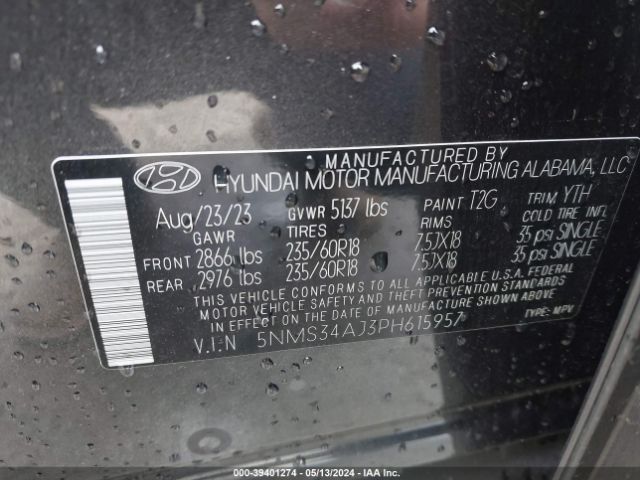 MANUFACTURED BY
HYUNDAI MOTOR MANUFACTURING ALABAMA, LLC
Aug/23/23 GVWR 5137 lbs PAINT T2G TRIM YTH
GAWR TIRES RIMS COLD TIRE INFL
FRONT 2866 lbs 235/60R18 7.5JX18 35 psi SINGLE
REAR 2976 lbs 235/60R18 7.5JX18 35 psi SINGLE
THIS VEHICLE CONFORMS TO ALL APPLICABLE U.S.A. FEDERAL
MOTOR VEHICLE SAFETY AND BUMPER STANDARDS IN EFFECT ON
THE DATE OF MANUFACTURE SHOWN ABOVE.
V.I.N 5NMS34AJ3PH615957 TYPE: MPV
000-39401274 - 05/13/2024 - IAA Inc.